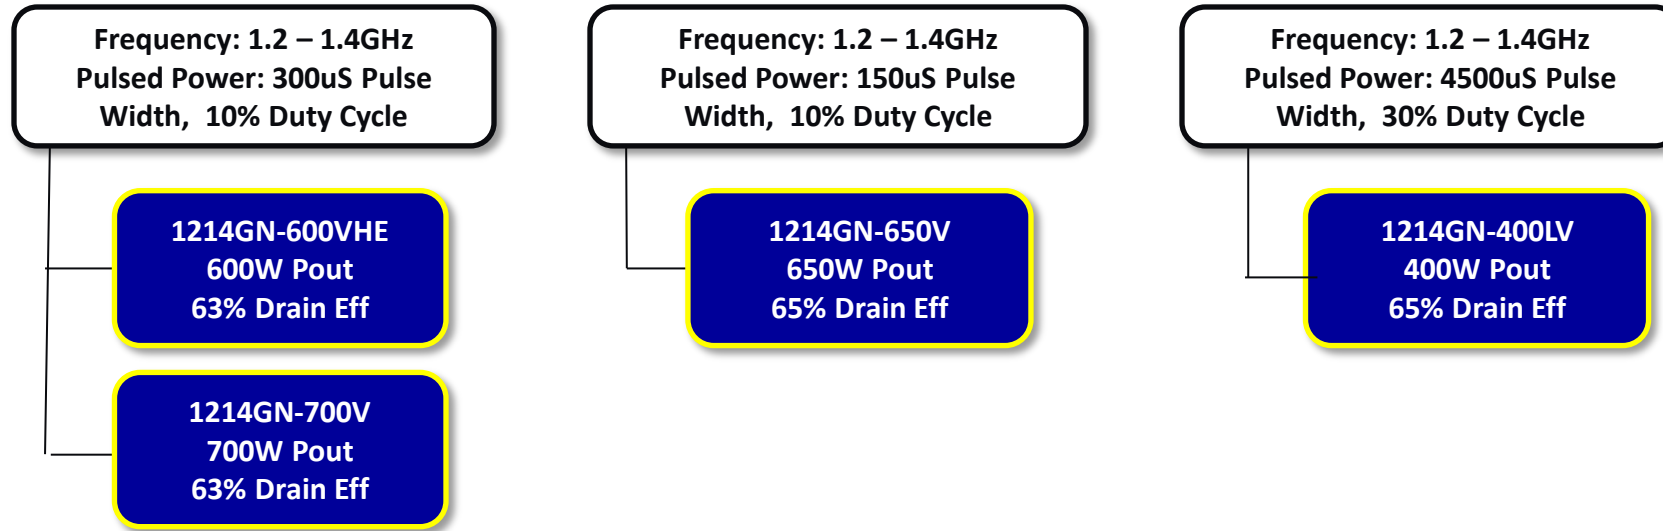 Frequency: 1.2 – 1.4GHz
Pulsed Power: 300uS Pulse
Width,  10% Duty Cycle
1214GN-600VHE
600W Pout
63% Drain Eff
1214GN-700V
700W Pout
63% Drain Eff
Frequency: 1.2 – 1.4GHz
Pulsed Power: 150uS Pulse
Width,  10% Duty Cycle
1214GN-650V
650W Pout
65% Drain Eff
Frequency: 1.2 – 1.4GHz
Pulsed Power: 4500uS Pulse
Width,  30% Duty Cycle
1214GN-400LV
400W Pout
65% Drain Eff